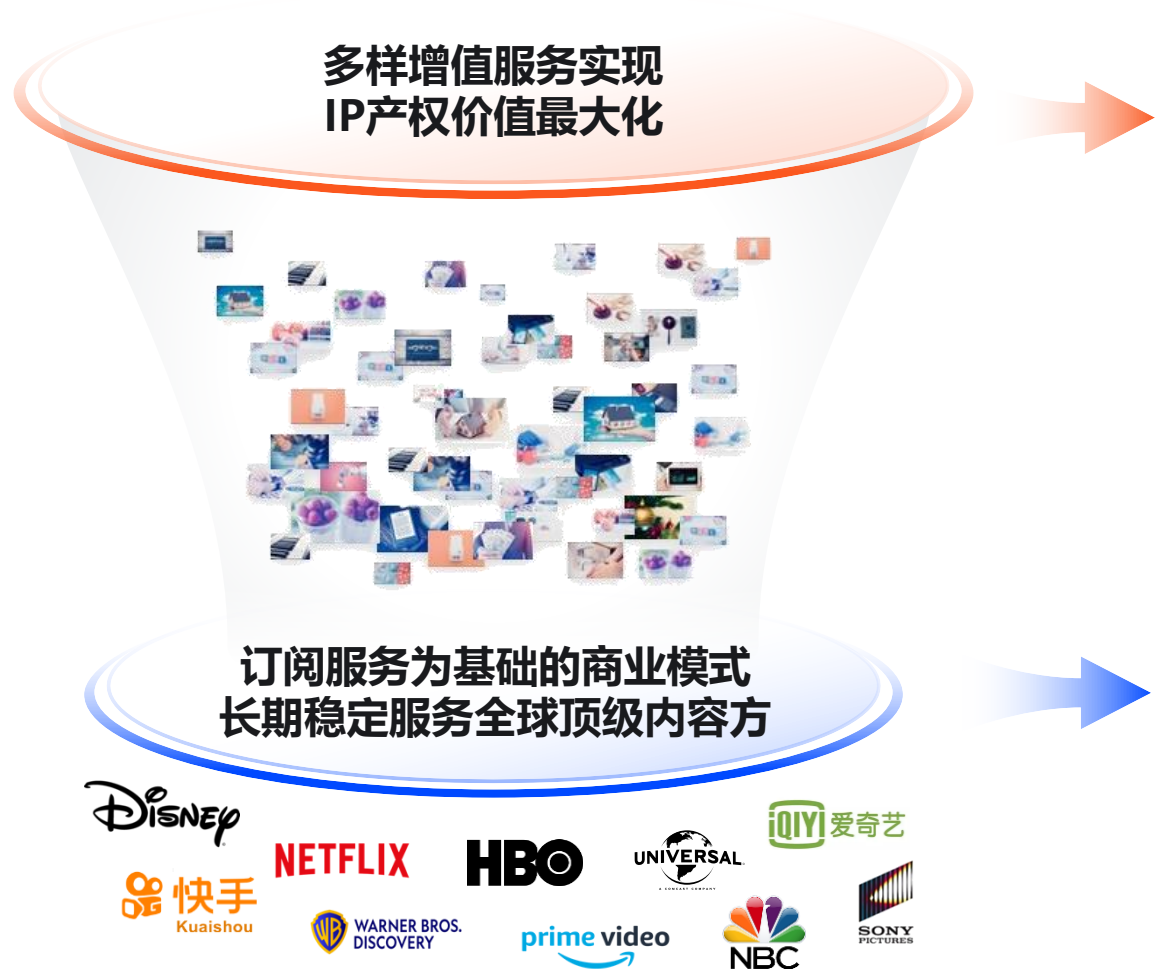 多样增值服务实现
IP产权价值最大化
订阅服务为基础的商业模式
长期稳定服务全球顶级内容方
DISNEY
iQIYI 爱奇艺
NETFLIX
HBO
UNIVERSAL
A COMCAST COMPANY
快手
Kuaishou
WB
WARNER BROS.
DISCOVERY
prime video
NBC
SONY
PICTURES